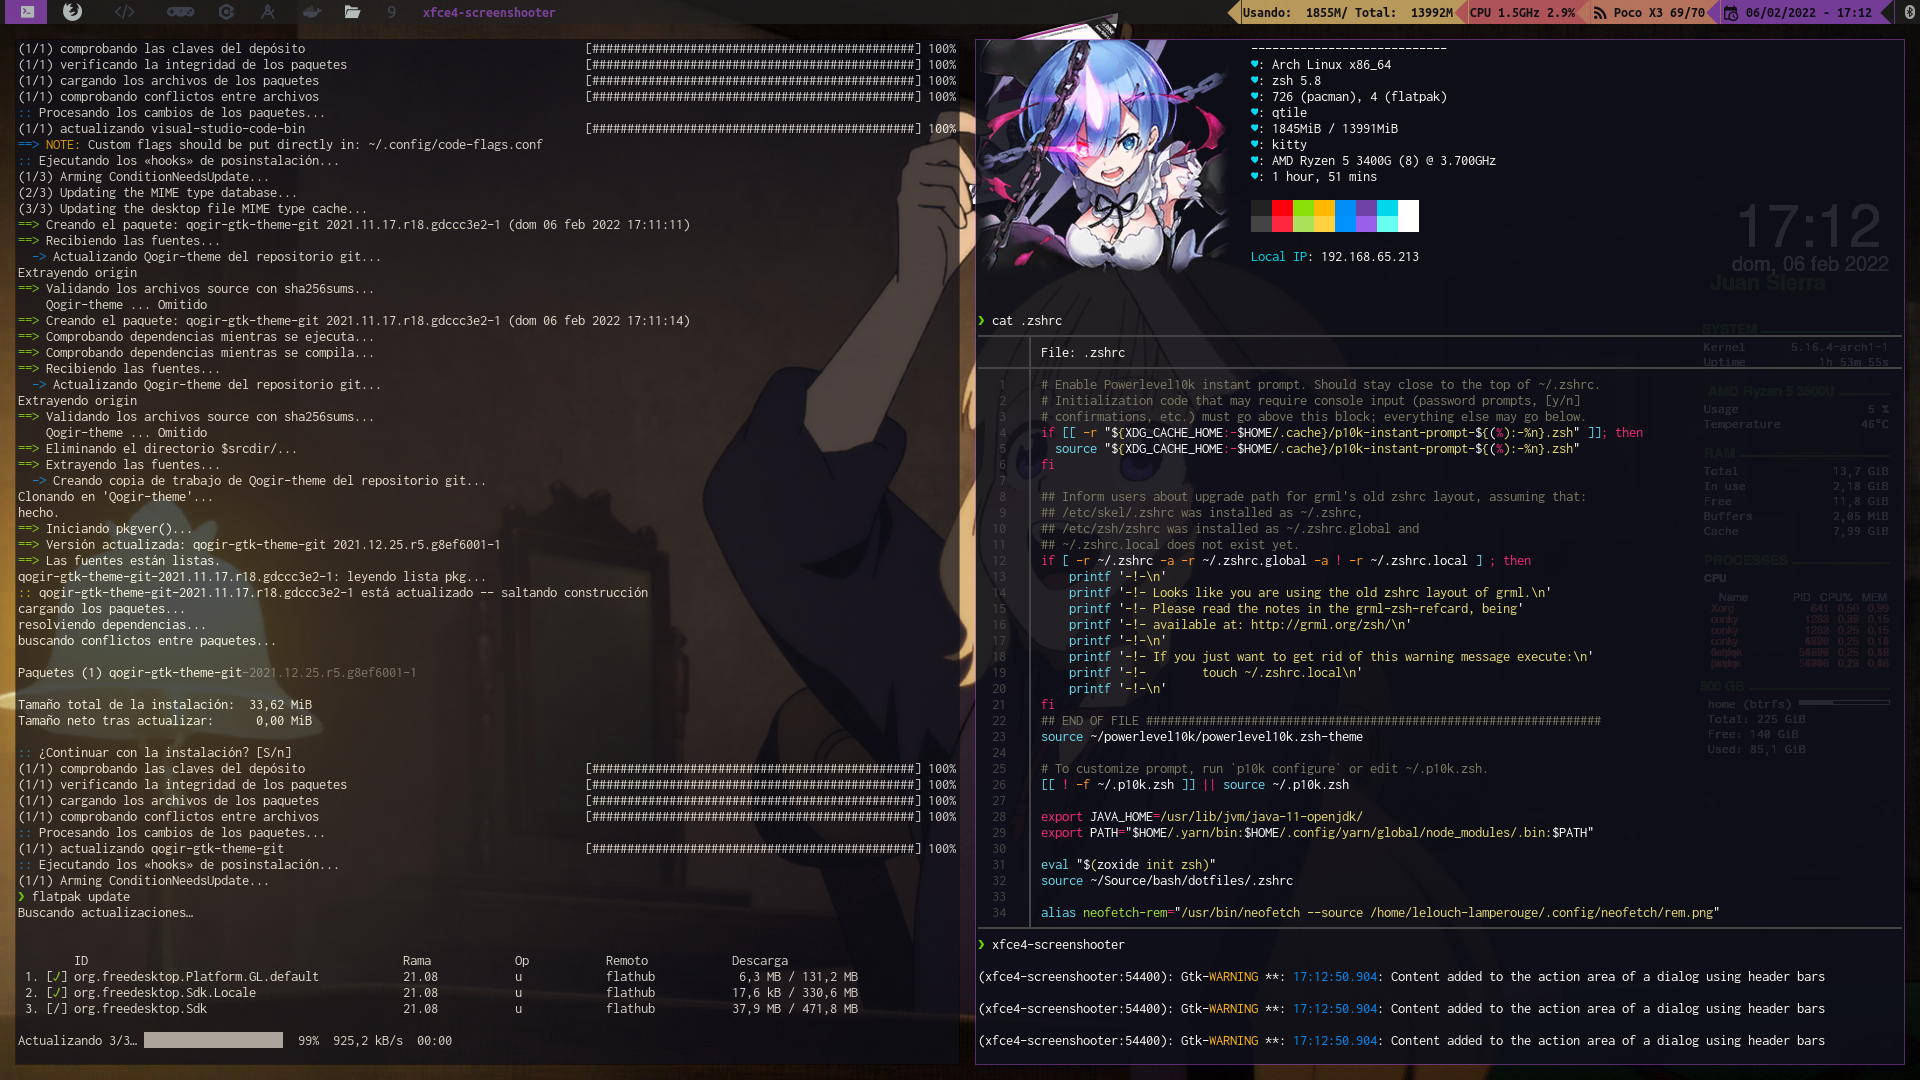 xfce4-screenshooter
Usando: 1855M/ Total: 13992M
CPU 1.5GHz 2.9%
Poco X3 69/70
06/02/2022 - 17:12
(1/1) comprobando las claves del depósito [##############################################] 100%
(1/1) verificando la integridad de los paquetes [##############################################] 100%
(1/1) cargando los archivos de los paquetes [##############################################] 100%
(1/1) comprobando conflictos entre archivos [##############################################] 100%
:: Procesando los cambios de los paquetes...
(1/1) actualizando visual-studio-code-bin [##############################################] 100%
==> NOTE: Custom flags should be put directly in: ~/.config/code-flags.conf
:: Ejecutando los «hooks» de posinstalación...
(1/3) Arming ConditionNeedsUpdate...
(2/3) Updating the MIME type database...
(3/3) Updating the desktop file MIME type cache...
==> Creando el paquete: qogir-gtk-theme-git 2021.11.17.r18.gdccc3e2-1 (dom 06 feb 2022 17:11:11)
==> Recibiendo las fuentes...
-> Actualizando Qogir-theme del repositorio git...
Extrayendo origin
==> Validando los archivos source con sha256sums...
Qogir-theme ... Omitido
==> Creando el paquete: qogir-gtk-theme-git 2021.11.17.r18.gdccc3e2-1 (dom 06 feb 2022 17:11:14)
==> Comprobando dependencias mientras se ejecuta...
==> Comprobando dependencias mientras se compila...
==> Recibiendo las fuentes...
-> Actualizando Qogir-theme del repositorio git...
Extrayendo origin
==> Validando los archivos source con sha256sums...
Qogir-theme ... Omitido
==> Eliminando el directorio $srcdir/...
==> Extrayendo las fuentes...
-> Creando copia de trabajo de Qogir-theme del repositorio git...
Clonando en 'Qogir-theme'...
hecho.
==> Iniciando pkgver()...
==> Versión actualizada: qogir-gtk-theme-git 2021.12.25.r5.g8ef6001-1
==> Las fuentes están listas.
qogir-gtk-theme-git-2021.11.17.r18.gdccc3e2-1: leyendo lista pkg...
:: qogir-gtk-theme-git-2021.11.17.r18.gdccc3e2-1 está actualizado -- saltando construcción
cargando los paquetes...
resolviendo dependencias...
buscando conflictos entre paquetes...
Paquetes (1) qogir-gtk-theme-git-2021.12.25.r5.g8ef6001-1
Tamaño total de la instalación: 33,62 MiB
Tamaño neto tras actualizar: 0,00 MiB
:: ¿Continuar con la instalación? [S/n]
(1/1) comprobando las claves del depósito [##############################################] 100%
(1/1) verificando la integridad de los paquetes [##############################################] 100%
(1/1) cargando los archivos de los paquetes [##############################################] 100%
(1/1) comprobando conflictos entre archivos [##############################################] 100%
:: Procesando los cambios de los paquetes...
(1/1) actualizando qogir-gtk-theme-git [##############################################] 100%
:: Ejecutando los «hooks» de posinstalación...
(1/1) Arming ConditionNeedsUpdate...
❯ flatpak update
Buscando actualizaciones…
ID Rama Op Remoto Descarga
1. [✓] org.freedesktop.Platform.GL.default 21.08 u flathub 6,3 MB / 131,2 MB
2. [✓] org.freedesktop.Sdk.Locale 21.08 u flathub 17,6 kB / 330,6 MB
3. [/] org.freedesktop.Sdk 21.08 u flathub 37,9 MB / 471,8 MB
Actualizando 3/3… 99% 925,2 kB/s 00:00
----------------------------
♥: Arch Linux x86_64
♥: zsh 5.8
♥: 726 (pacman), 4 (flatpak)
♥: qtile
♥: 1845MiB / 13991MiB
♥: kitty
♥: AMD Ryzen 5 3400G (8) @ 3.700GHz
♥: 1 hour, 51 mins
Local IP: 192.168.65.213
❯ cat .zshrc
File: .zshrc
1 # Enable Powerlevel10k instant prompt. Should stay close to the top of ~/.zshrc.
2 # Initialization code that may require console input (password prompts, [y/n]
3 # confirmations, etc.) must go above this block; everything else may go below.
4 if [[ -r "${XDG_CACHE_HOME:-$HOME/.cache}/p10k-instant-prompt-${(%):-%n}.zsh" ]]; then
5 source "${XDG_CACHE_HOME:-$HOME/.cache}/p10k-instant-prompt-${(%):-%n}.zsh"
6 fi
7
8 ## Inform users about upgrade path for grml's old zshrc layout, assuming that:
9 ## /etc/skel/.zshrc was installed as ~/.zshrc,
10 ## /etc/zsh/zshrc was installed as ~/.zshrc.global and
11 ## ~/.zshrc.local does not exist yet.
12 if [ -r ~/.zshrc -a -r ~/.zshrc.global -a ! -r ~/.zshrc.local ] ; then
13 printf '-!-\n'
14 printf '-!- Looks like you are using the old zshrc layout of grml.\n'
15 printf '-!- Please read the notes in the grml-zsh-refcard, being'
16 printf '-!- available at: http://grml.org/zsh/\n'
17 printf '-!-\n'
18 printf '-!- If you just want to get rid of this warning message execute:\n'
19 printf '-!- touch ~/.zshrc.local\n'
20 printf '-!-\n'
21 fi
22 ## END OF FILE #################################################################
23 source ~/powerlevel10k/powerlevel10k.zsh-theme
24
25 # To customize prompt, run `p10k configure` or edit ~/.p10k.zsh.
26 [[ ! -f ~/.p10k.zsh ]] || source ~/.p10k.zsh
27
28 export JAVA_HOME=/usr/lib/jvm/java-11-openjdk/
29 export PATH="$HOME/.yarn/bin:$HOME/.config/yarn/global/node_modules/.bin:$PATH"
30
31 eval "$(zoxide init zsh)"
32 source ~/Source/bash/dotfiles/.zshrc
33
34 alias neofetch-rem="/usr/bin/neofetch --source /home/lelouch-lamperouge/.config/neofetch/rem.png"
❯ xfce4-screenshooter
(xfce4-screenshooter:54400): Gtk-WARNING **: 17:12:50.904: Content added to the action area of a dialog using header bars
(xfce4-screenshooter:54400): Gtk-WARNING **: 17:12:50.904: Content added to the action area of a dialog using header bars
(xfce4-screenshooter:54400): Gtk-WARNING **: 17:12:50.904: Content added to the action area of a dialog using header bars
17:12
dom, 06 feb 2022
Juan Sierra
SYSTEM
Kernel 5.16.4-arch1-1
Uptime 1h 53m 55s
AMD Ryzen 5 3500U
Usage 5 %
Temperature 46°C
RAM
Total 13,7 GiB
In use 2,18 GiB
Free 11,8 GiB
Buffers 2,05 MiB
Cache 7,99 GiB
PROCESSES
CPU
Name PID CPU% MEM
Xorg 641 0,50 0,99
conky 1263 0,39 0,15
conky 1262 0,25 0,15
conky
500 GB
home (btrfs)
Total: 225 GiB
Free: 140 GiB
Used: 85,1 GiB